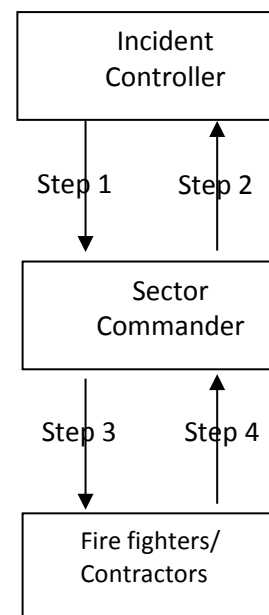 Incident
Controller
Step 1
Step 2
Sector
Commander
Step 3
Step 4
Fire fighters/
Contractors